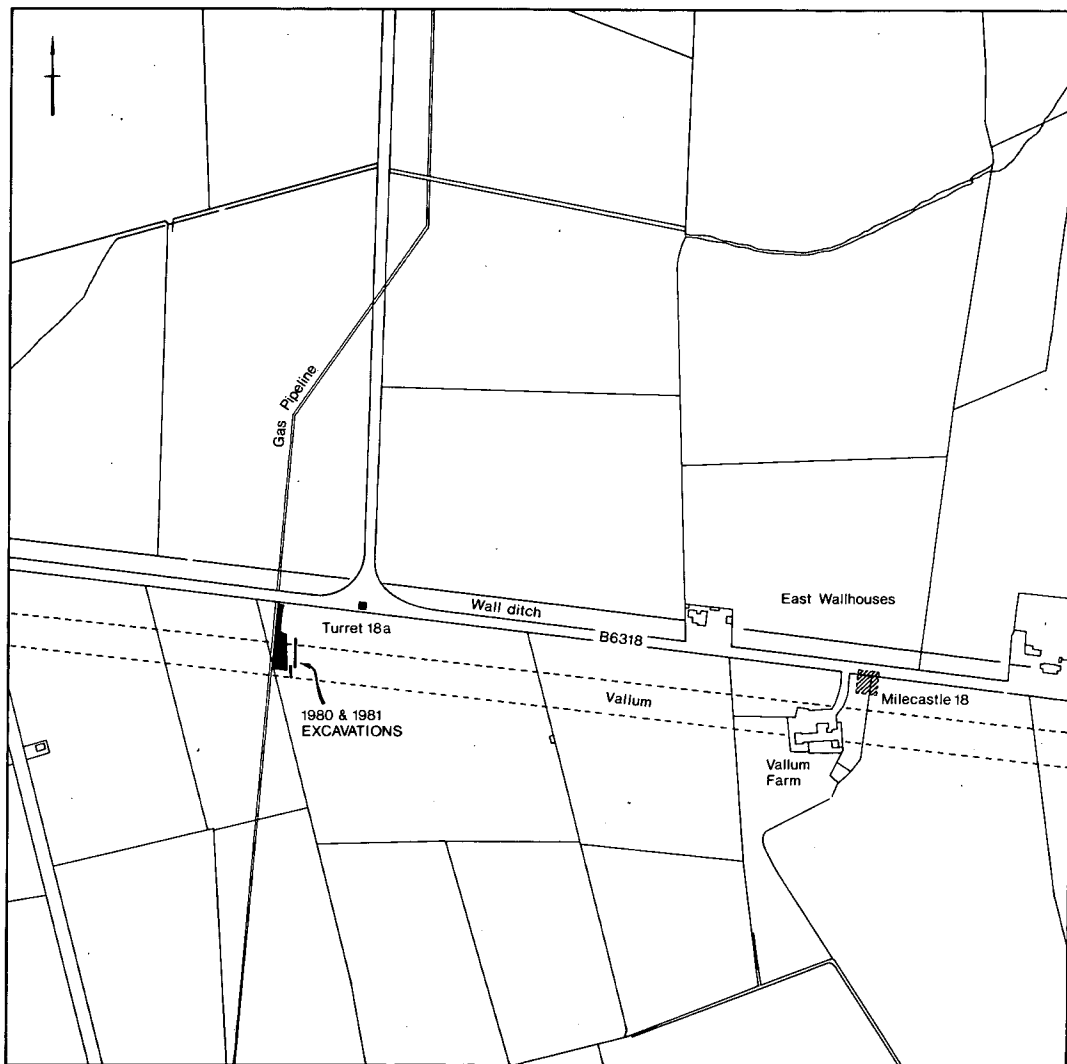 Gas Pipeline
Wall ditch
East Wallhouses
Turret 18a
B6318
Vallum
Milecastle 18
1980 & 1981
EXCAVATIONS
Vallum
Farm